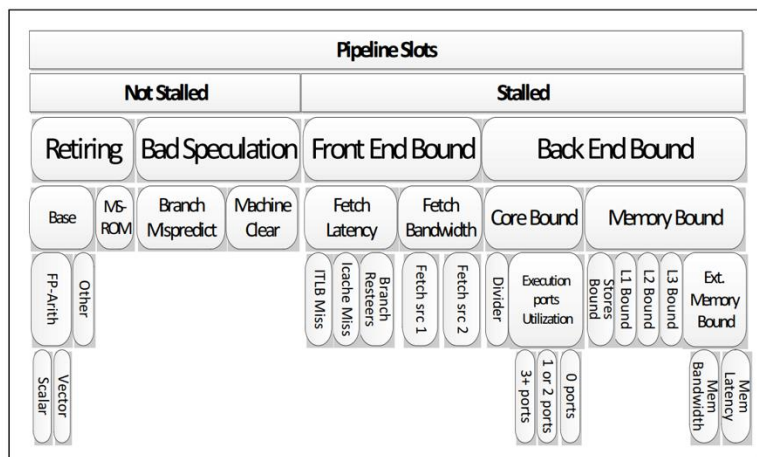 Pipeline Slots
Not Stalled
Stalled
Retiring
Bad Speculation
Front End Bound
Back End Bound
Base
MS-
ROM
Branch
Mispredict
Machine
Clear
Fetch
Latency
Fetch
Bandwidth
Core Bound
Memory Bound
FP-Arith
Other
ITLB Miss
Icache Miss
Branch
Resteers
Fetch src 1
Fetch src 2
Divider
Execution
ports
Utilization
Stores
Bound
L1 Bound
L2 Bound
L3 Bound
Ext.
Memory
Bound
Scalar
Vector
3+ ports
1 or 2 ports
0 ports
Mem
Bandwidth
Mem
Latency